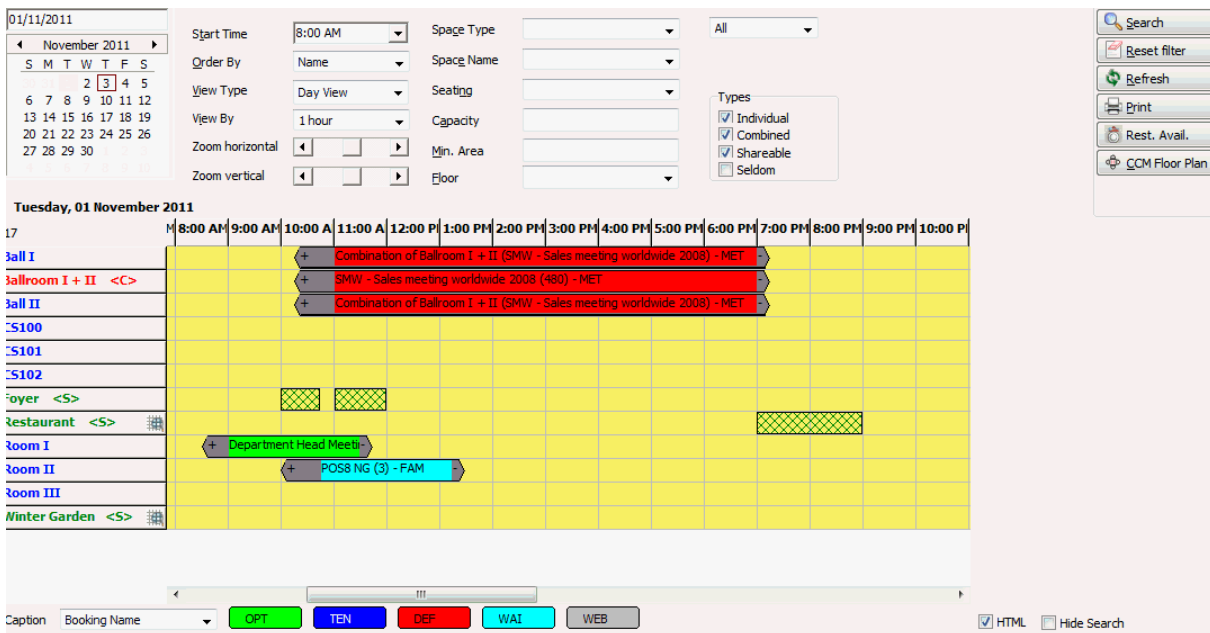 01/11/2011
November 2011
S M T W T F S
2 3 4 5
6 7 8 9 10 11 12
13 14 15 16 17 18 19
20 21 22 23 24 25 26
27 28 29 30
Start Time 8:00 AM
Order By Name
View Type Day View
View By 1 hour
Zoom horizontal
Zoom vertical
Space Type
Space Name
Seating
Capacity
Min. Area
Floor
All
Types
Individual
Combined
Shareable
Seldom
Search
Reset filter
Refresh
Print
Rest. Avail.
CCM Floor Plan
Tuesday, 01 November 2011
17 M 8:00 AM 9:00 AM 10:00 A 11:00 A 12:00 P 1:00 PM 2:00 PM 3:00 PM 4:00 PM 5:00 PM 6:00 PM 7:00 PM 8:00 PM 9:00 PM 10:00 P
Ball I + Combination of Ballroom I + II (SMW - Sales meeting worldwide 2008) - MET -
Ballroom I + II <C> + SMW - Sales meeting worldwide 2008 (480) - MET -
Ball II + Combination of Ballroom I + II (SMW - Sales meeting worldwide 2008) - MET -
CS100
CS101
CS102
Foyer <S>
Restaurant <S>
Room I + Department Head Meeti -
Room II + POS8 NG (3) - FAM -
Room III
Winter Garden <S>
Caption Booking Name OPT TEN DEF WAI WEB HTML Hide Search